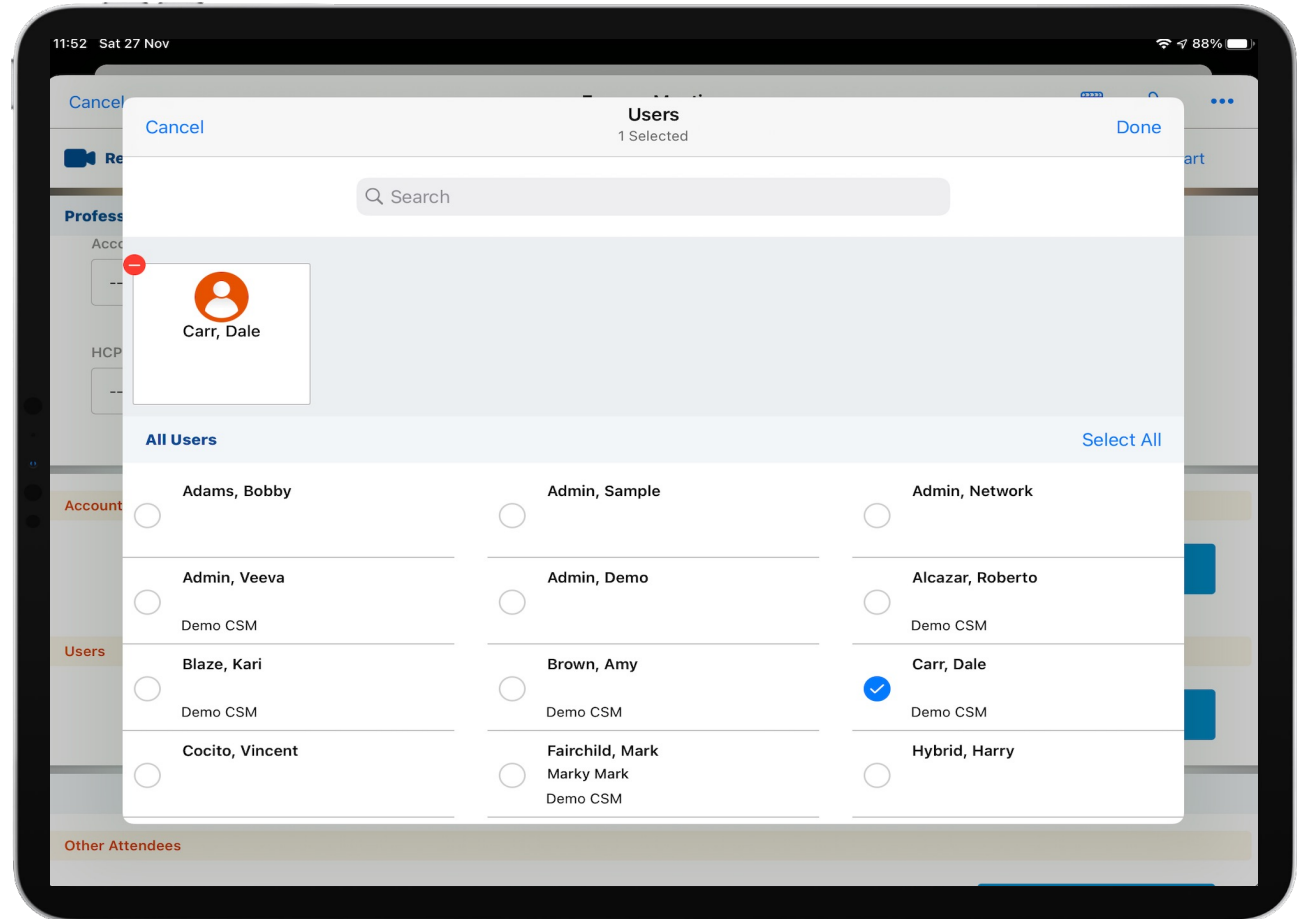 11:52 Sat 27 Nov
88%
Cancel
Cancel
Users
1 Selected
Done
Re
art
Search
Profess
Acco
--
Carr, Dale
HCP
--
All Users
Select All
Adams, Bobby
Admin, Sample
Admin, Network
Account
Admin, Veeva
Admin, Demo
Alcazar, Roberto
Demo CSM
Demo CSM
Users
Blaze, Kari
Brown, Amy
Carr, Dale
Demo CSM
Demo CSM
Demo CSM
Cocito, Vincent
Fairchild, Mark
Hybrid, Harry
Marky Mark
Demo CSM
Other Attendees